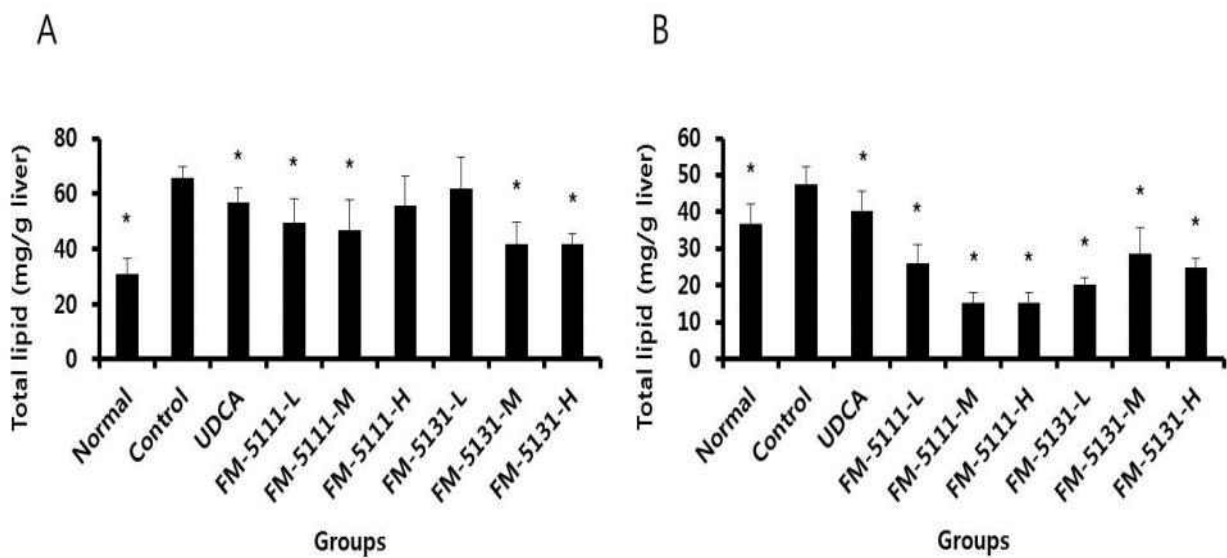 A
Total lipid (mg/g liver)
80
60
40
20
0
*
*
*
*
*
*
Normal
Control
UDCA
FM-5111-L
FM-5111-M
FM-5111-H
FM-5131-L
FM-5131-M
FM-5131-H
Groups
B
Total lipid (mg/g liver)
60
50
40
30
20
10
0
*
*
*
*
*
*
*
*
Normal
Control
UDCA
FM-5111-L
FM-5111-M
FM-5111-H
FM-5131-L
FM-5131-M
FM-5131-H
Groups